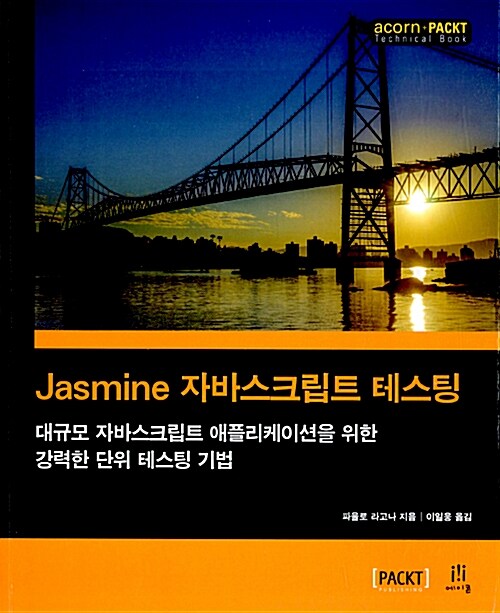 acorn+PACKT
Technical Book
Jasmine 자바스크립트 테스팅
대규모 자바스크립트 애플리케이션을 위한
강력한 단위 테스팅 기법
파울로 라고나 지음 | 이일웅 옮김
[PACKT]
PUBLISHING
에이콘